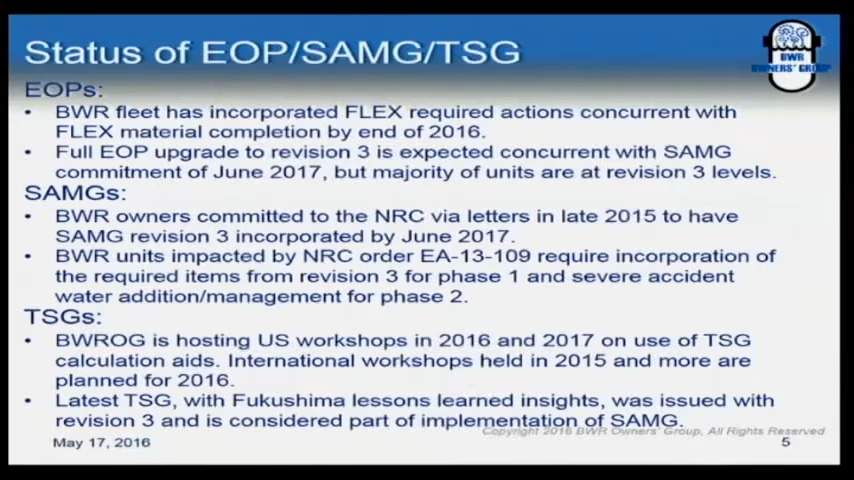 Status of EOP/SAMG/TSG
BWR
OWNERS' GROUP
EOPs:
• BWR fleet has incorporated FLEX required actions concurrent with
FLEX material completion by end of 2016.
• Full EOP upgrade to revision 3 is expected concurrent with SAMG
commitment of June 2017, but majority of units are at revision 3 levels.
SAMGs:
• BWR owners committed to the NRC via letters in late 2015 to have
SAMG revision 3 incorporated by June 2017.
• BWR units impacted by NRC order EA-13-109 require incorporation of
the required items from revision 3 for phase 1 and severe accident
water addition/management for phase 2.
TSGs:
• BWROG is hosting US workshops in 2016 and 2017 on use of TSG
calculation aids. International workshops held in 2015 and more are
planned for 2016.
• Latest TSG, with Fukushima lessons learned insights, was issued with
revision 3 and is considered part of implementation of SAMG.
Copyright 2016 BWR Owners' Group, All Rights Reserved
May 17, 2016
5